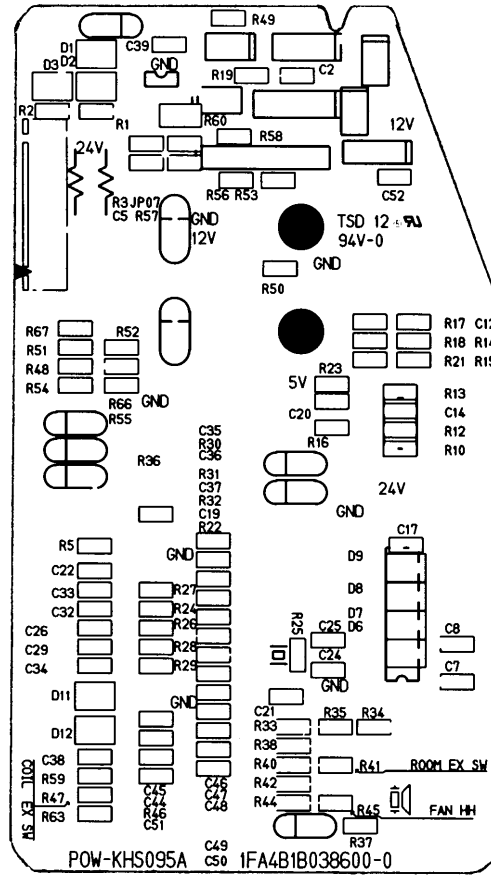 R49
C39
D1
D2
D3
GND
R19
C2
R2
R1
R60
R58
12V
24V
R56 R53
C52
R3 JP07
C5 R57
GND
12V
TSD 12
94V-0
GND
R50
R67
R52
R17
R51
R18
R48
R21
R54
R23
5V
R66
GND
R55
C20
R16
R13
C14
R12
R10
C35
R30
C36
R36
R31
C37
R32
C19
R22
24V
GND
C17
R5
GND
D9
C22
C33
R27
D8
C32
R24
D7
C26
R26
D6
C25
R25
C8
C29
R28
C34
R29
C24
C7
GND
D11
GND
C21
D12
R33
R35
R34
R38
C38
R40
R41
ROOM EX SW
R59
R42
COIL EX SW
R47
C45
C46
C44
C47
R44
R63
R46
C48
R45
FAN HH
C51
R37
C49
C50
POW-KHS095A
1FA4B1B038600-0